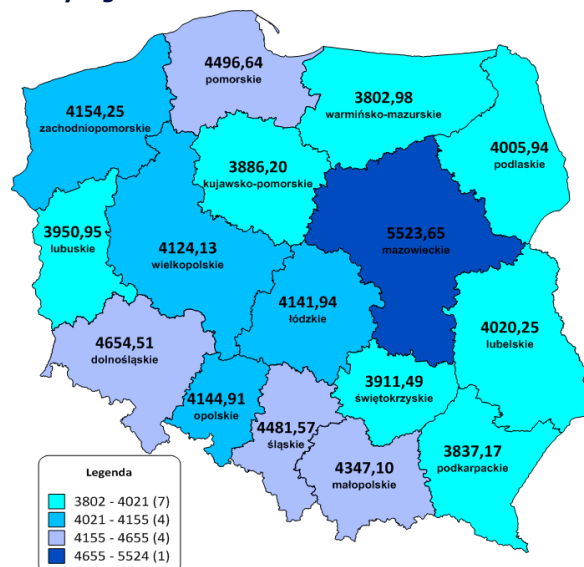 4496,64
pomorskie
4154,25
zachodniopomorskie
3802,98
warmińsko-mazurskie
4005,94
podlaskie
3886,20
kujawsko-pomorskie
5523,65
mazowieckie
3950,95
lubuskie
4124,13
wielkopolskie
4141,94
łódzkie
4020,25
lubelskie
4654,51
dolnośląskie
4144,91
opolskie
3911,49
świętokrzyskie
4481,57
śląskie
4347,10
małopolskie
3837,17
podkarpackie
Legenda
3802 - 4021 (7)
4021 - 4155 (4)
4155 - 4655 (4)
4655 - 5524 (1)